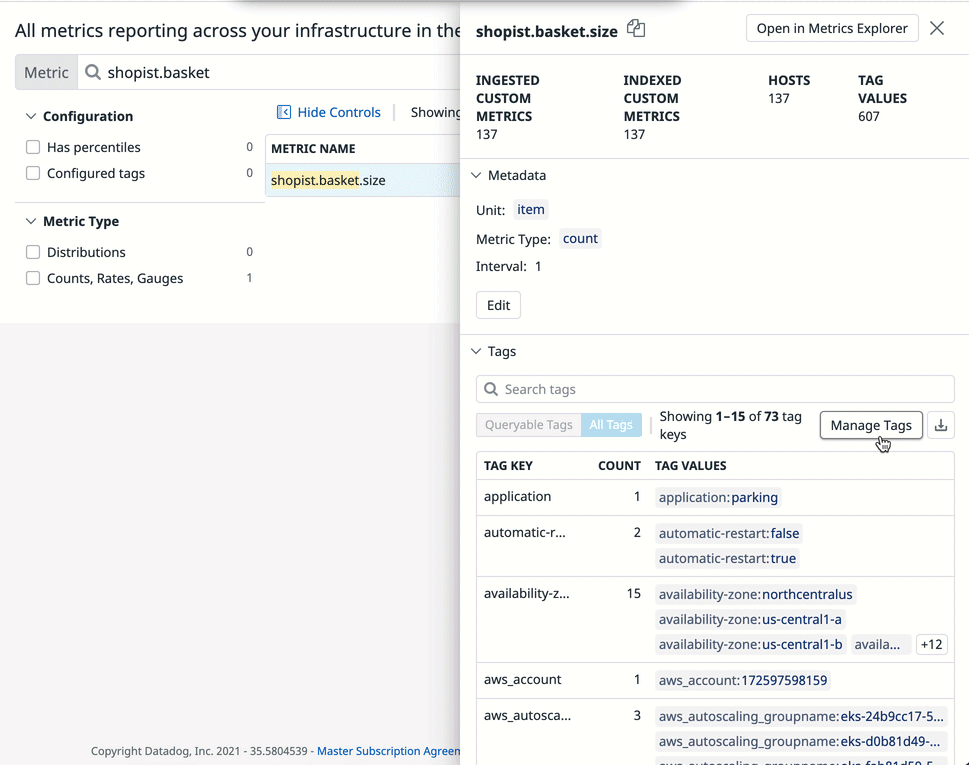 All metrics reporting across your infrastructure in the
Metric
shopist.basket
Configuration
Has percentiles 0
Configured tags 0
Metric Type
Distributions 0
Counts, Rates, Gauges 1
Hide Controls
Showing
METRIC NAME
shopist.basket.size
Copyright Datadog, Inc. 2021 - 35.5804539 - Master Subscription
shopist.basket.size
Open in Metrics Explorer
INGESTED CUSTOM METRICS
137
INDEXED CUSTOM METRICS
137
HOSTS
137
TAG VALUES
607
Metadata
Unit: item
Metric Type: count
Interval: 1
Edit
Tags
Search tags
Queryable Tags
All Tags
Showing 1–15 of 73 tag
keys
Manage Tags
TAG KEY COUNT TAG VALUES
application 1 application:parking
automatic-r... 2 automatic-restart:false
automatic-restart:true
availability-z... 15 availability-zone:northcentralus
availability-zone:us-central1-a
availability-zone:us-central1-b availa... +12
aws_account 1 aws_account:172597598159
aws_autosca... 3 aws_autoscaling_groupname:eks-24b9cc17-5...
aws_autoscaling_groupname:eks-d0b81d49-...